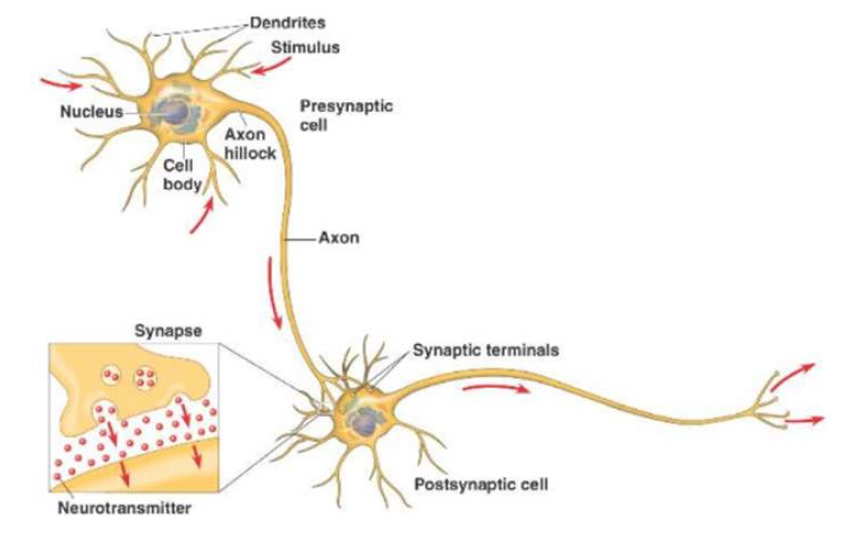 Dendrites
Stimulus
Nucleus
Presynaptic
cell
Axon
hillock
Cell
body
Axon
Synapse
Synaptic terminals
Postsynaptic cell
Neurotransmitter